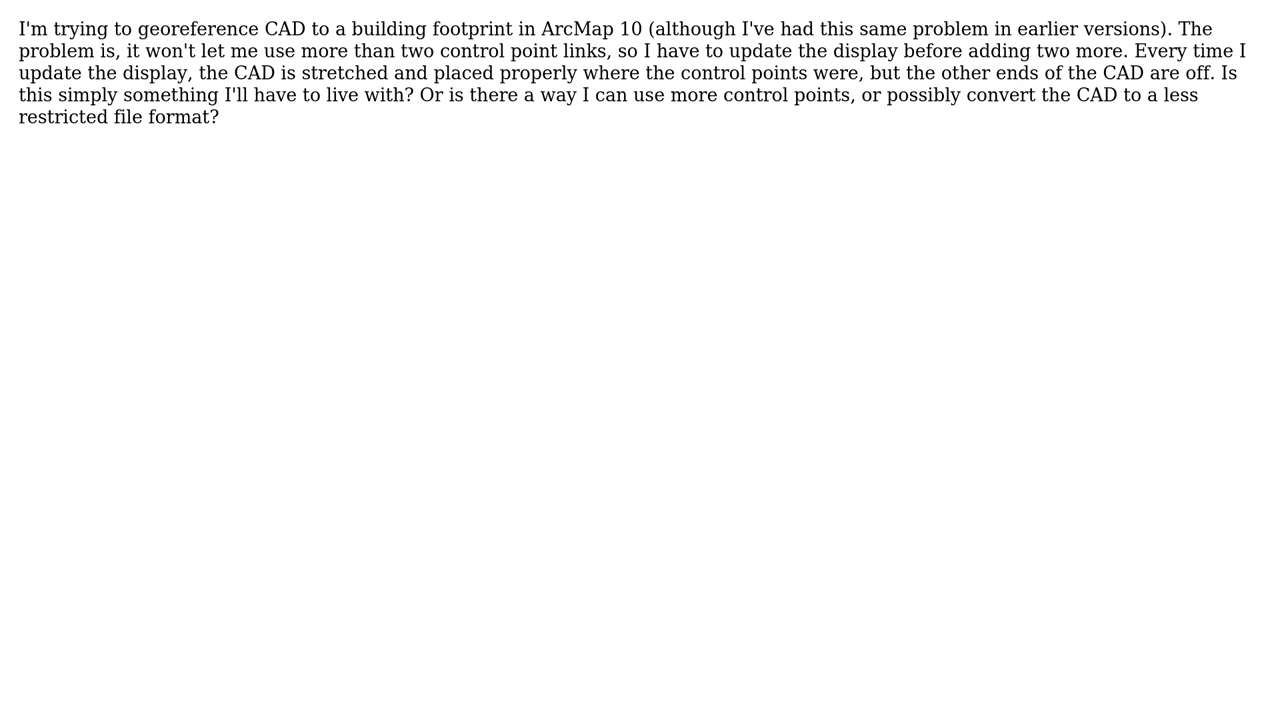 I'm trying to georeference CAD to a building footprint in ArcMap 10 (although I've had this same problem in earlier versions). The
problem is, it won't let me use more than two control point links, so I have to update the display before adding two more. Every time I
update the display, the CAD is stretched and placed properly where the control points were, but the other ends of the CAD are off. Is
this simply something I'll have to live with? Or is there a way I can use more control points, or possibly convert the CAD to a less
restricted file format?